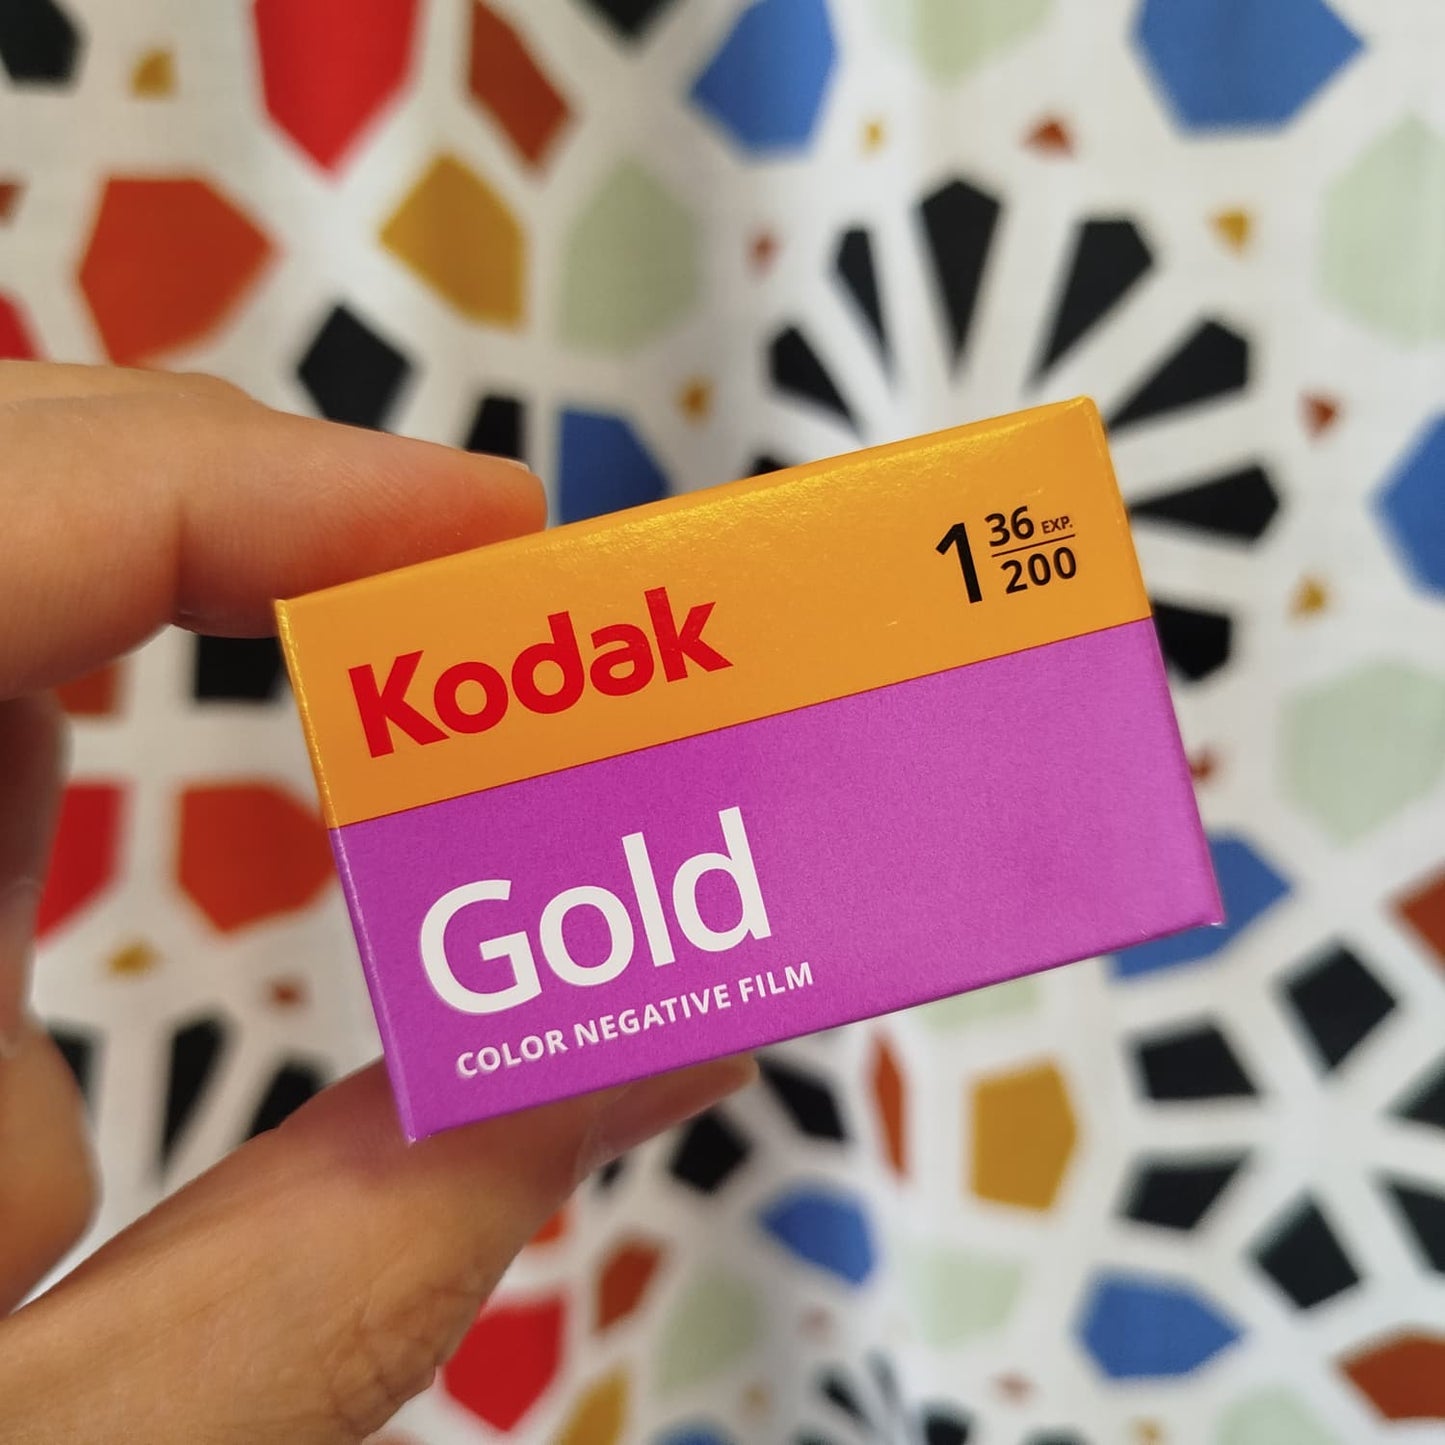 Kodak
1 36 EXP.
200
Gold
COLOR NEGATIVE FILM